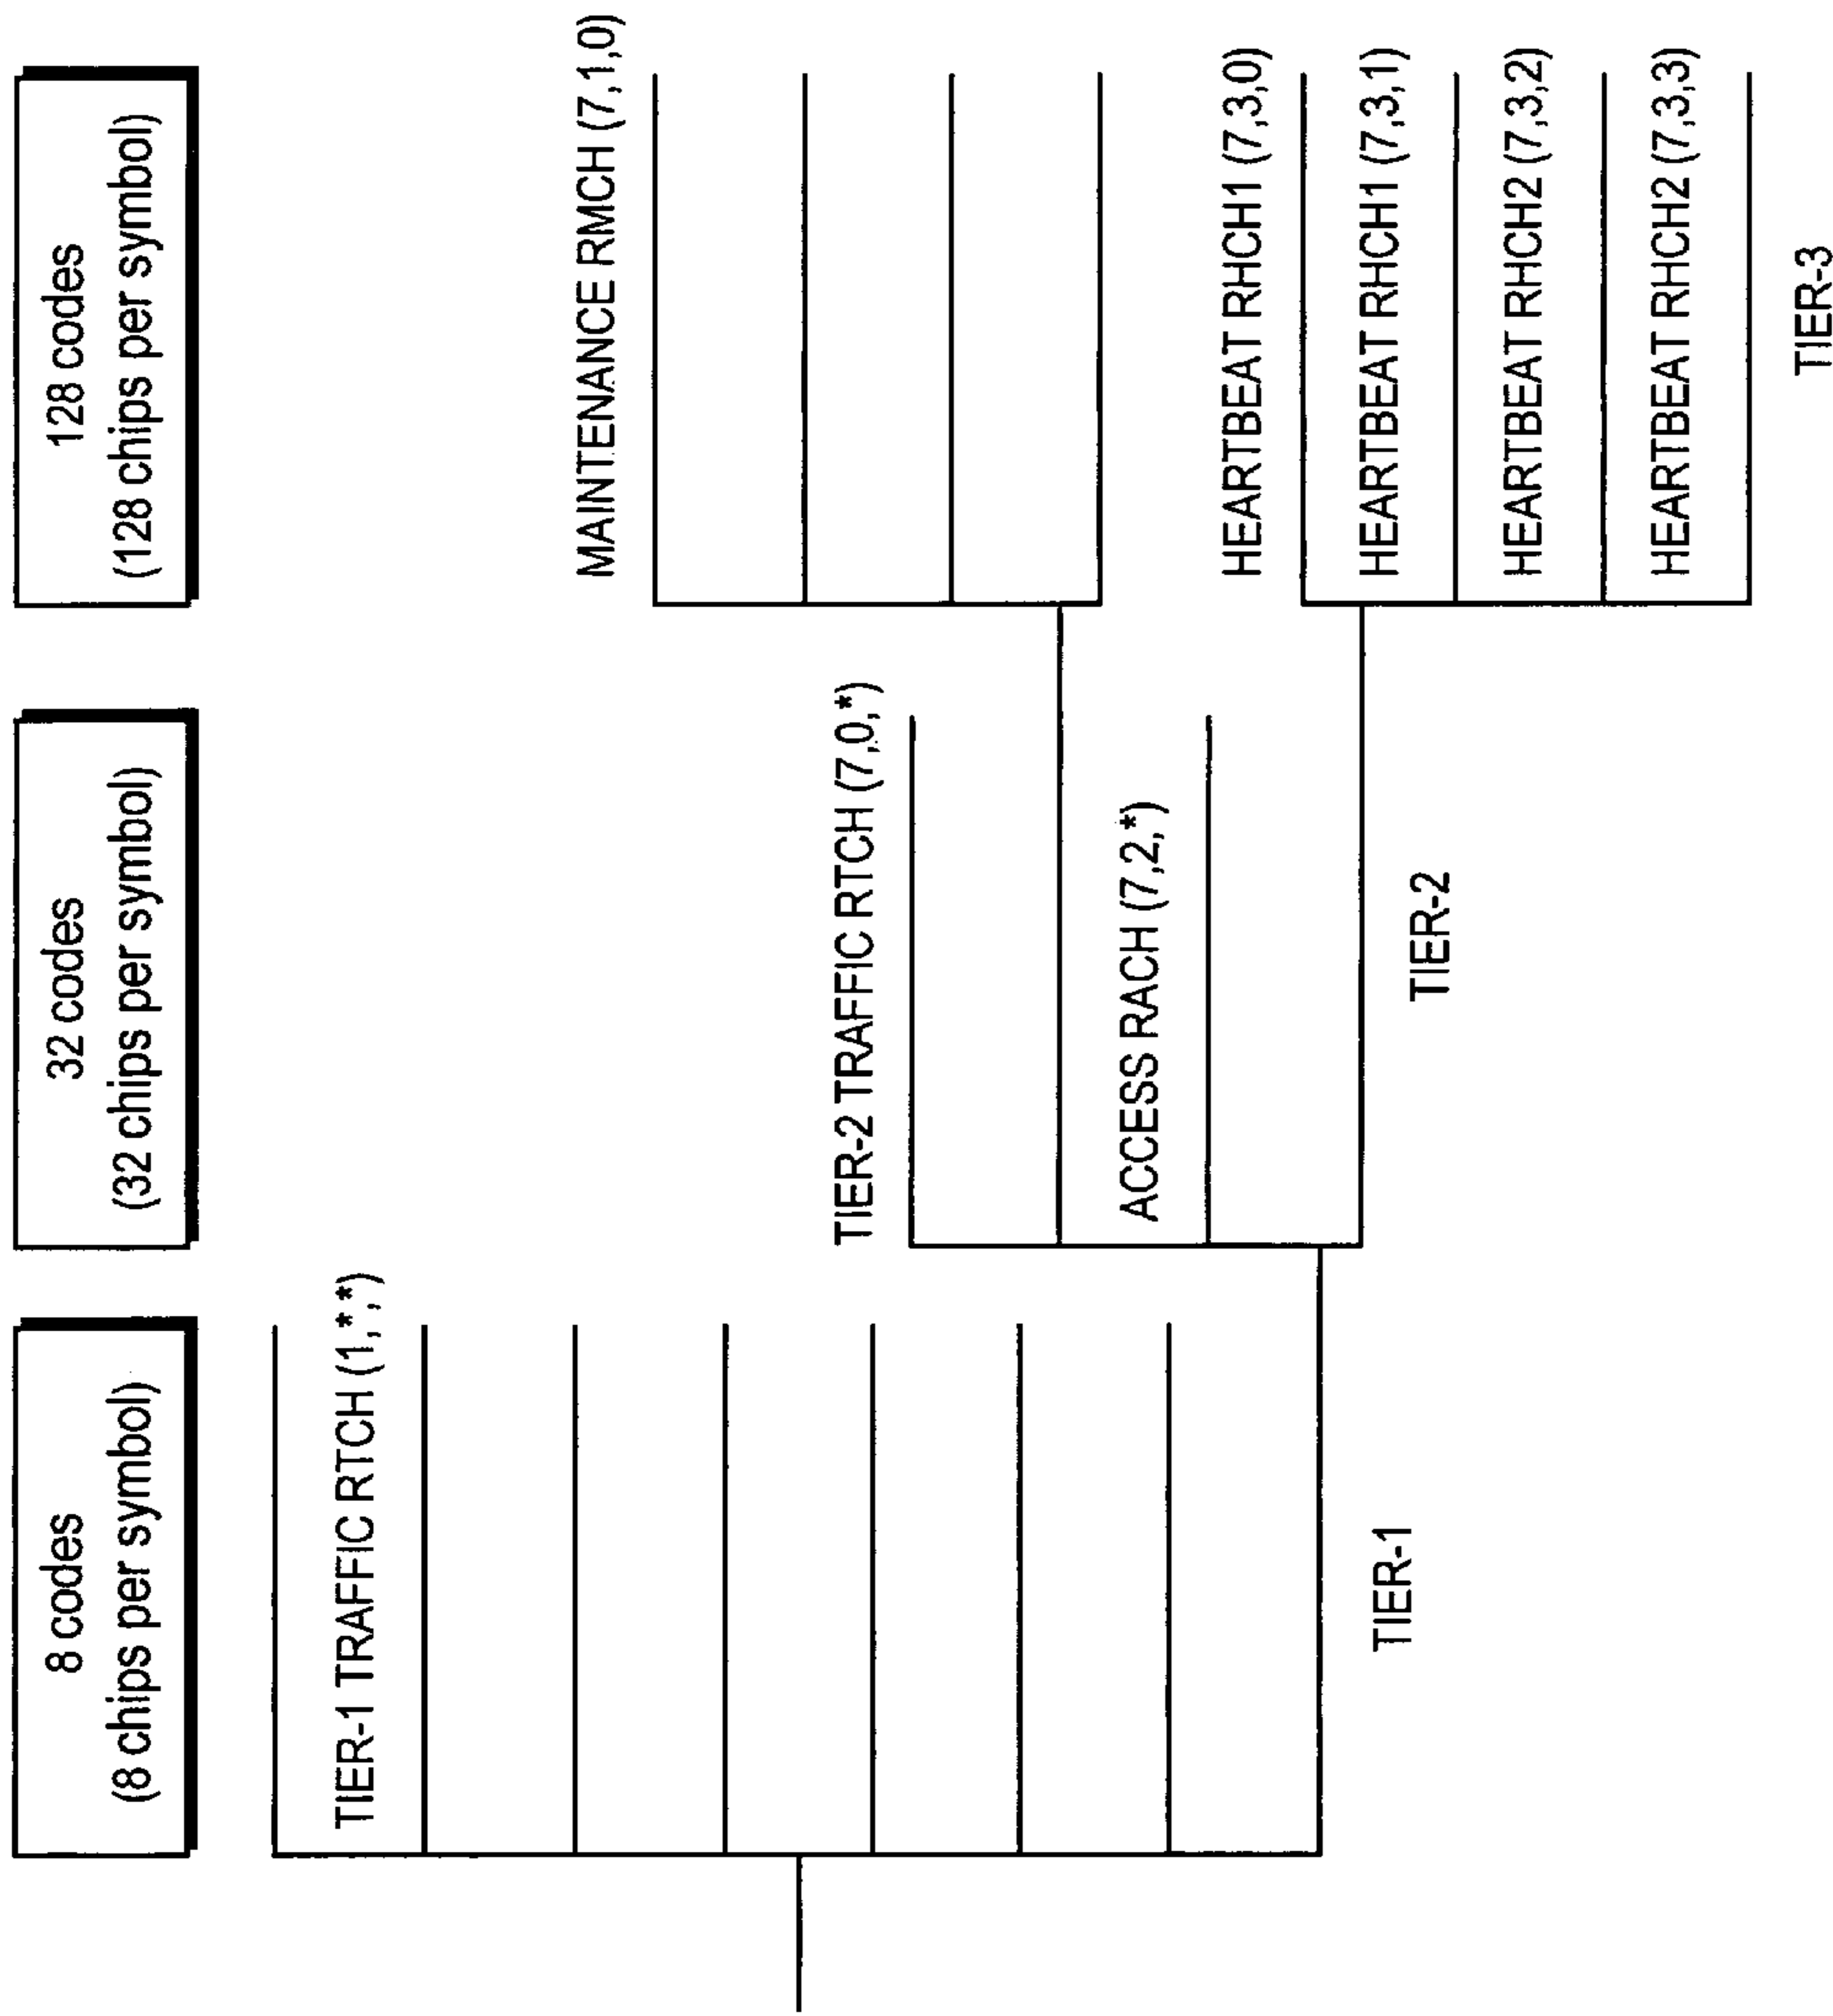 8 codes
(8 chips per symbol)
32 codes
(32 chips per symbol)
128 codes
(128 chips per symbol)
TIER-1 TRAFFIC RTCH (1,*,*)
TIER-1
TIER-2 TRAFFIC RTCH (7,0,*)
ACCESS RACH (7,2,*)
TIER-2
MAINTENANCE RMCH (7,1,0)
HEARTBEAT RHCH1 (7,3,0)
HEARTBEAT RHCH1 (7,3,1)
HEARTBEAT RHCH2 (7,3,2)
HEARTBEAT RHCH2 (7,3,3)
TIER-3